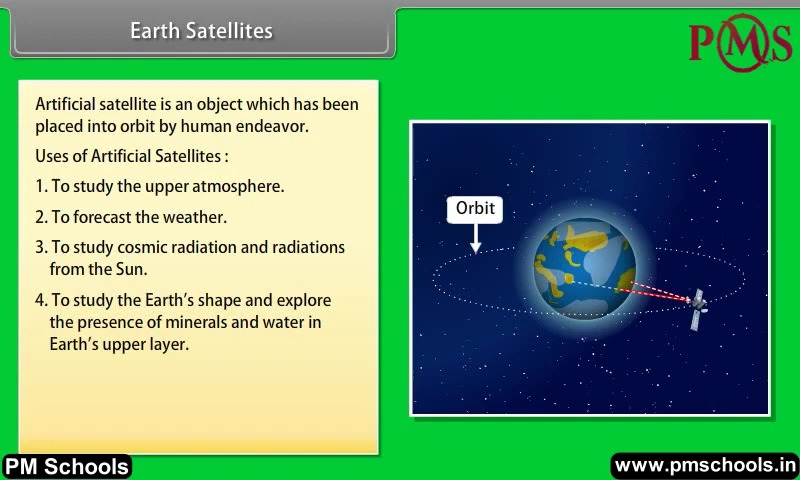 Earth Satellites
PMS
Artificial satellite is an object which has been
placed into orbit by human endeavor.
Uses of Artificial Satellites :
1. To study the upper atmosphere.
2. To forecast the weather.
3. To study cosmic radiation and radiations
from the Sun.
4. To study the Earth's shape and explore
the presence of minerals and water in
Earth's upper layer.
Orbit
PM Schools
www.pmschools.in